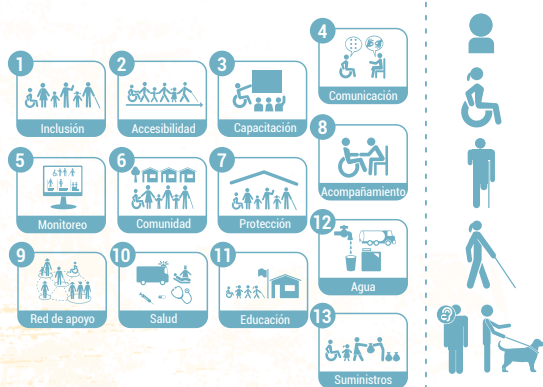 1
Inclusión
2
Accesibilidad
3
Capacitación
4
Comunicación
5
Monitoreo
6
Comunidad
7
Protección
8
Acompañamiento
9
Red de apoyo
10
Salud
11
Educación
12
Agua
13
Suministros